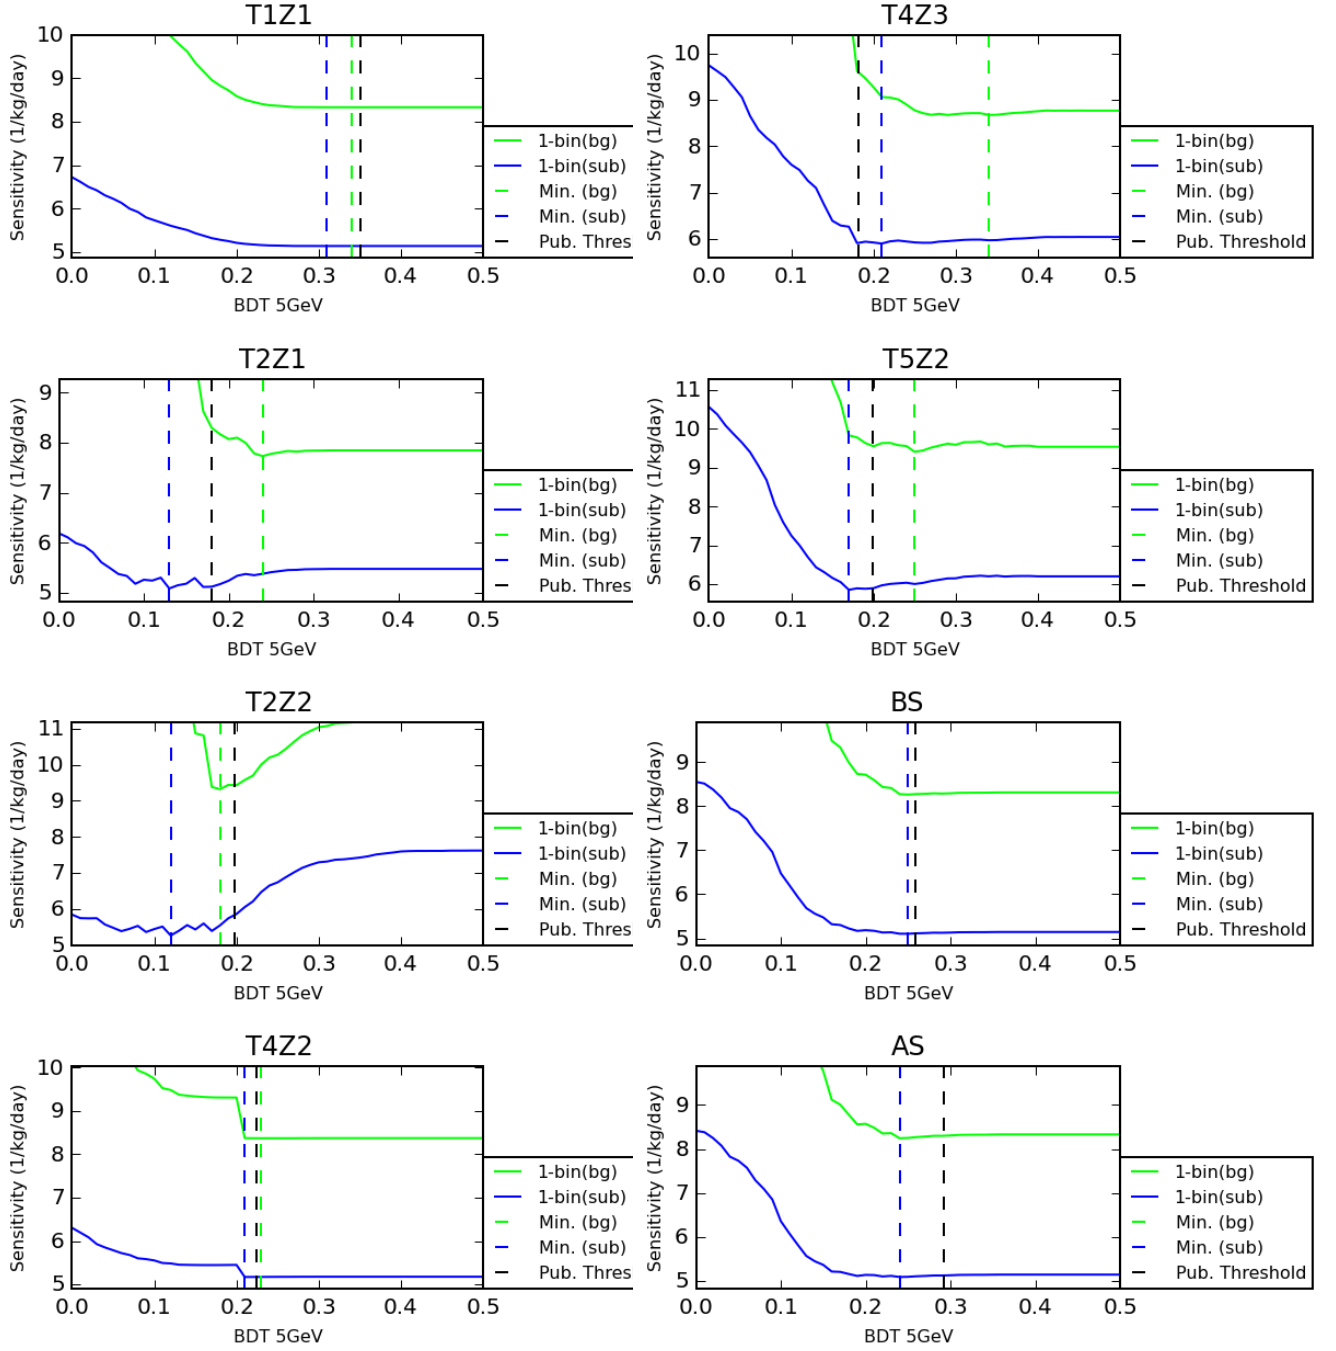 T1Z1
Sensitivity (1/kg/day)
10
9
8
7
6
5
0.0 0.1 0.2 0.3 0.4 0.5
BDT 5GeV
1-bin(bg)
1-bin(sub)
Min. (bg)
Min. (sub)
Pub. Thres
T4Z3
Sensitivity (1/kg/day)
10
9
8
7
6
0.0 0.1 0.2 0.3 0.4 0.5
BDT 5GeV
1-bin(bg)
1-bin(sub)
Min. (bg)
Min. (sub)
Pub. Threshold
T2Z1
Sensitivity (1/kg/day)
9
8
7
6
5
0.0 0.1 0.2 0.3 0.4 0.5
BDT 5GeV
1-bin(bg)
1-bin(sub)
Min. (bg)
Min. (sub)
Pub. Thres
T5Z2
Sensitivity (1/kg/day)
11
10
9
8
7
6
0.0 0.1 0.2 0.3 0.4 0.5
BDT 5GeV
1-bin(bg)
1-bin(sub)
Min. (bg)
Min. (sub)
Pub. Threshold
T2Z2
Sensitivity (1/kg/day)
11
10
9
8
7
6
5
0.0 0.1 0.2 0.3 0.4 0.5
BDT 5GeV
1-bin(bg)
1-bin(sub)
Min. (bg)
Min. (sub)
Pub. Thres
BS
Sensitivity (1/kg/day)
9
8
7
6
5
0.0 0.1 0.2 0.3 0.4 0.5
BDT 5GeV
1-bin(bg)
1-bin(sub)
Min. (bg)
Min. (sub)
Pub. Threshold
T4Z2
Sensitivity (1/kg/day)
10
9
8
7
6
5
0.0 0.1 0.2 0.3 0.4 0.5
BDT 5GeV
1-bin(bg)
1-bin(sub)
Min. (bg)
Min. (sub)
Pub. Thres
AS
Sensitivity (1/kg/day)
9
8
7
6
5
0.0 0.1 0.2 0.3 0.4 0.5
BDT 5GeV
1-bin(bg)
1-bin(sub)
Min. (bg)
Min. (sub)
Pub. Threshold